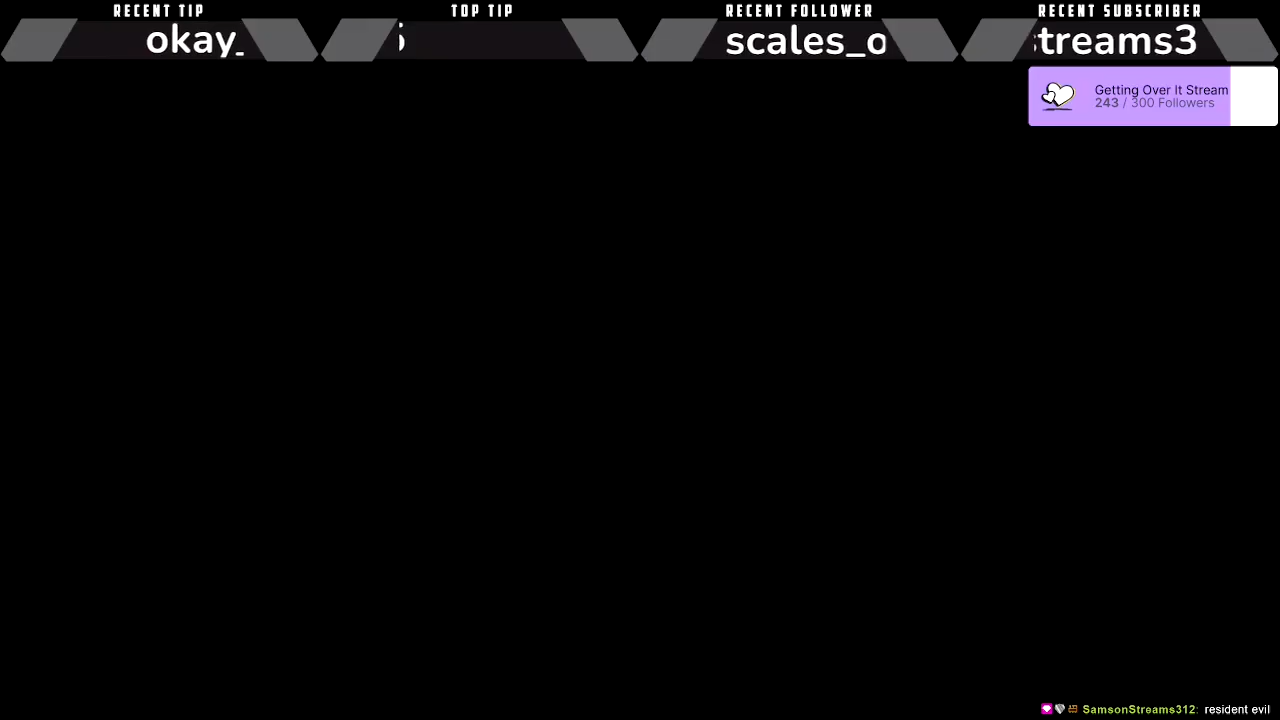 RECENT TIP
TOP TIP
RECENT FOLLOWER
RECENT SUBSCRIBER
okay_
scales_o
streams3
Getting Over It Stream
243 / 300 Followers
SamsonStreams312: resident evil